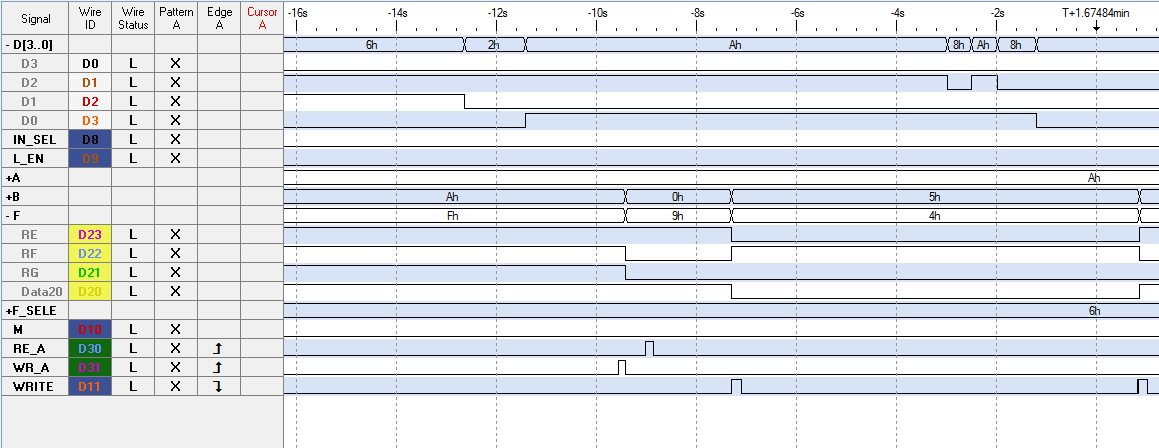 Signal Wire ID Wire Status Pattern A Edge A Cursor A -16s -14s -12s -10s -8s -6s -4s -2s T+1.67484min
- D[3..0] 6h 2h Ah 8h Ah 8h
D3 D0 L X
D2 D1 L X
D1 D2 L X
D0 D3 L X
IN_SEL D8 L X
L_EN D9 L X
+A Ah
+B Ah 0h 5h
- F Fh 9h 4h
RE D23 L X
RF D22 L X
RG D21 L X
Data20 D20 L X
+F_SELE 6h
M D10 L X
RE_A D30 L X
WR_A D31 L X
WRITE D11 L X